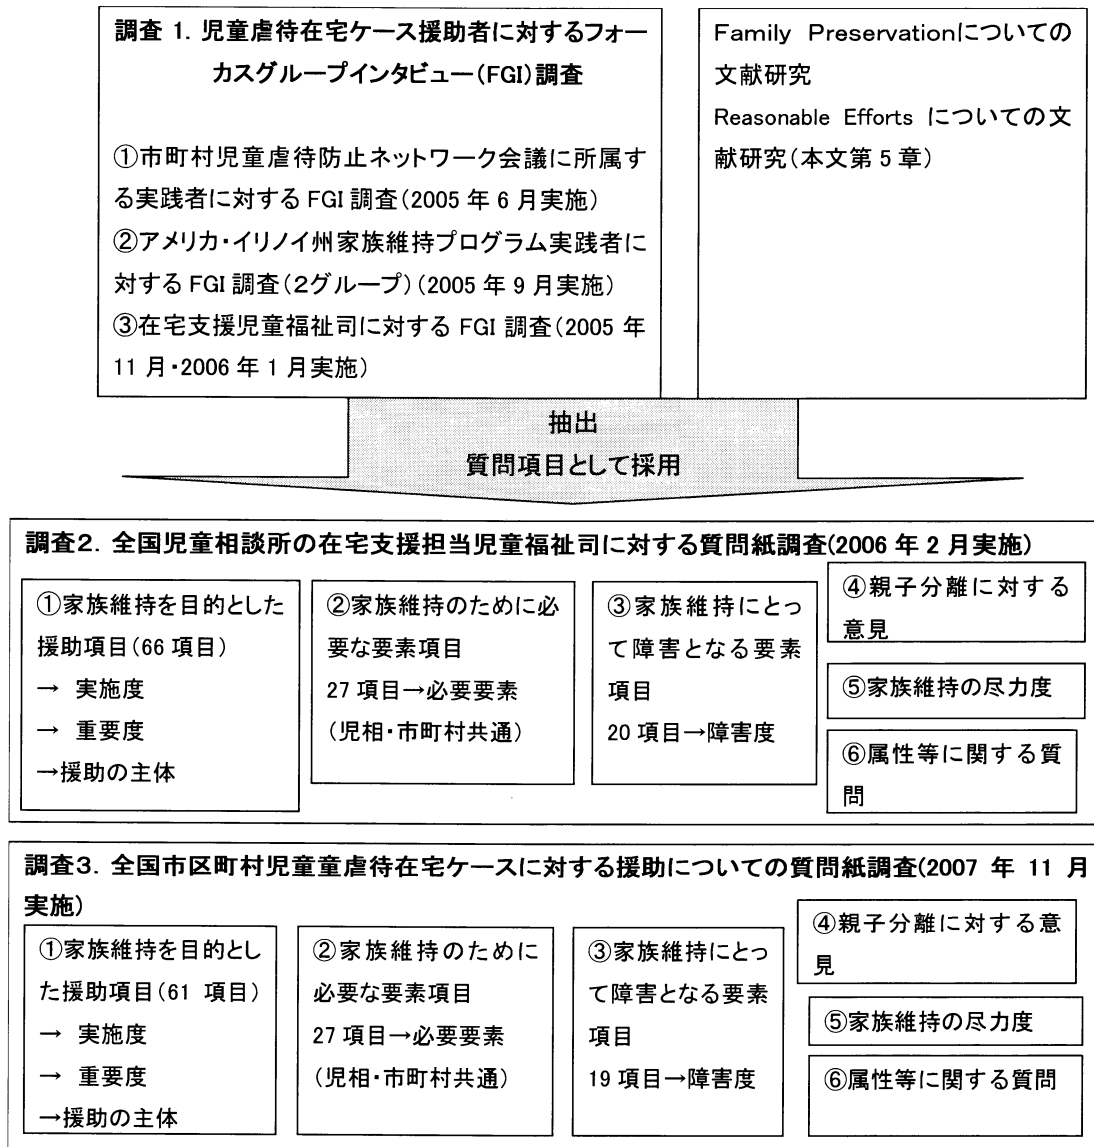 調査 1. 児童虐待在宅ケース援助者に対するフォー
カスグループインタビュー(FGI)調査
①市町村児童虐待防止ネットワーク会議に所属す
る実践者に対する FGI 調査(2005 年 6 月実施)
②アメリカ・イリノイ州家族維持プログラム実践者に
対する FGI 調査(2グループ)(2005 年 9 月実施)
③在宅支援児童福祉司に対する FGI 調査(2005 年
11 月・2006 年 1 月実施)
Family Preservationについての
文献研究
Reasonable Efforts についての文
献研究(本文第 5 章)
抽出
質問項目として採用
調査2. 全国児童相談所の在宅支援担当児童福祉司に対する質問紙調査(2006 年 2 月実施)
①家族維持を目的とした
援助項目(66 項目)
→ 実施度
→ 重要度
→援助の主体
②家族維持のために必
要な要素項目
27 項目→必要要素
(児相・市町村共通)
③家族維持にとっ
て障害となる要素
項目
20 項目→障害度
④親子分離に対する
意見
⑤家族維持の尽力度
⑥属性等に関する質
問
調査3. 全国市区町村児童童虐待在宅ケースに対する援助についての質問紙調査(2007 年 11 月
実施)
①家族維持を目的とし
た援助項目(61 項目)
→ 実施度
→ 重要度
→援助の主体
②家族維持のために
必要な要素項目
27 項目→必要要素
(児相・市町村共通)
③家族維持にとっ
て障害となる要素
項目
19 項目→障害度
④親子分離に対する意
見
⑤家族維持の尽力度
⑥属性等に関する質問